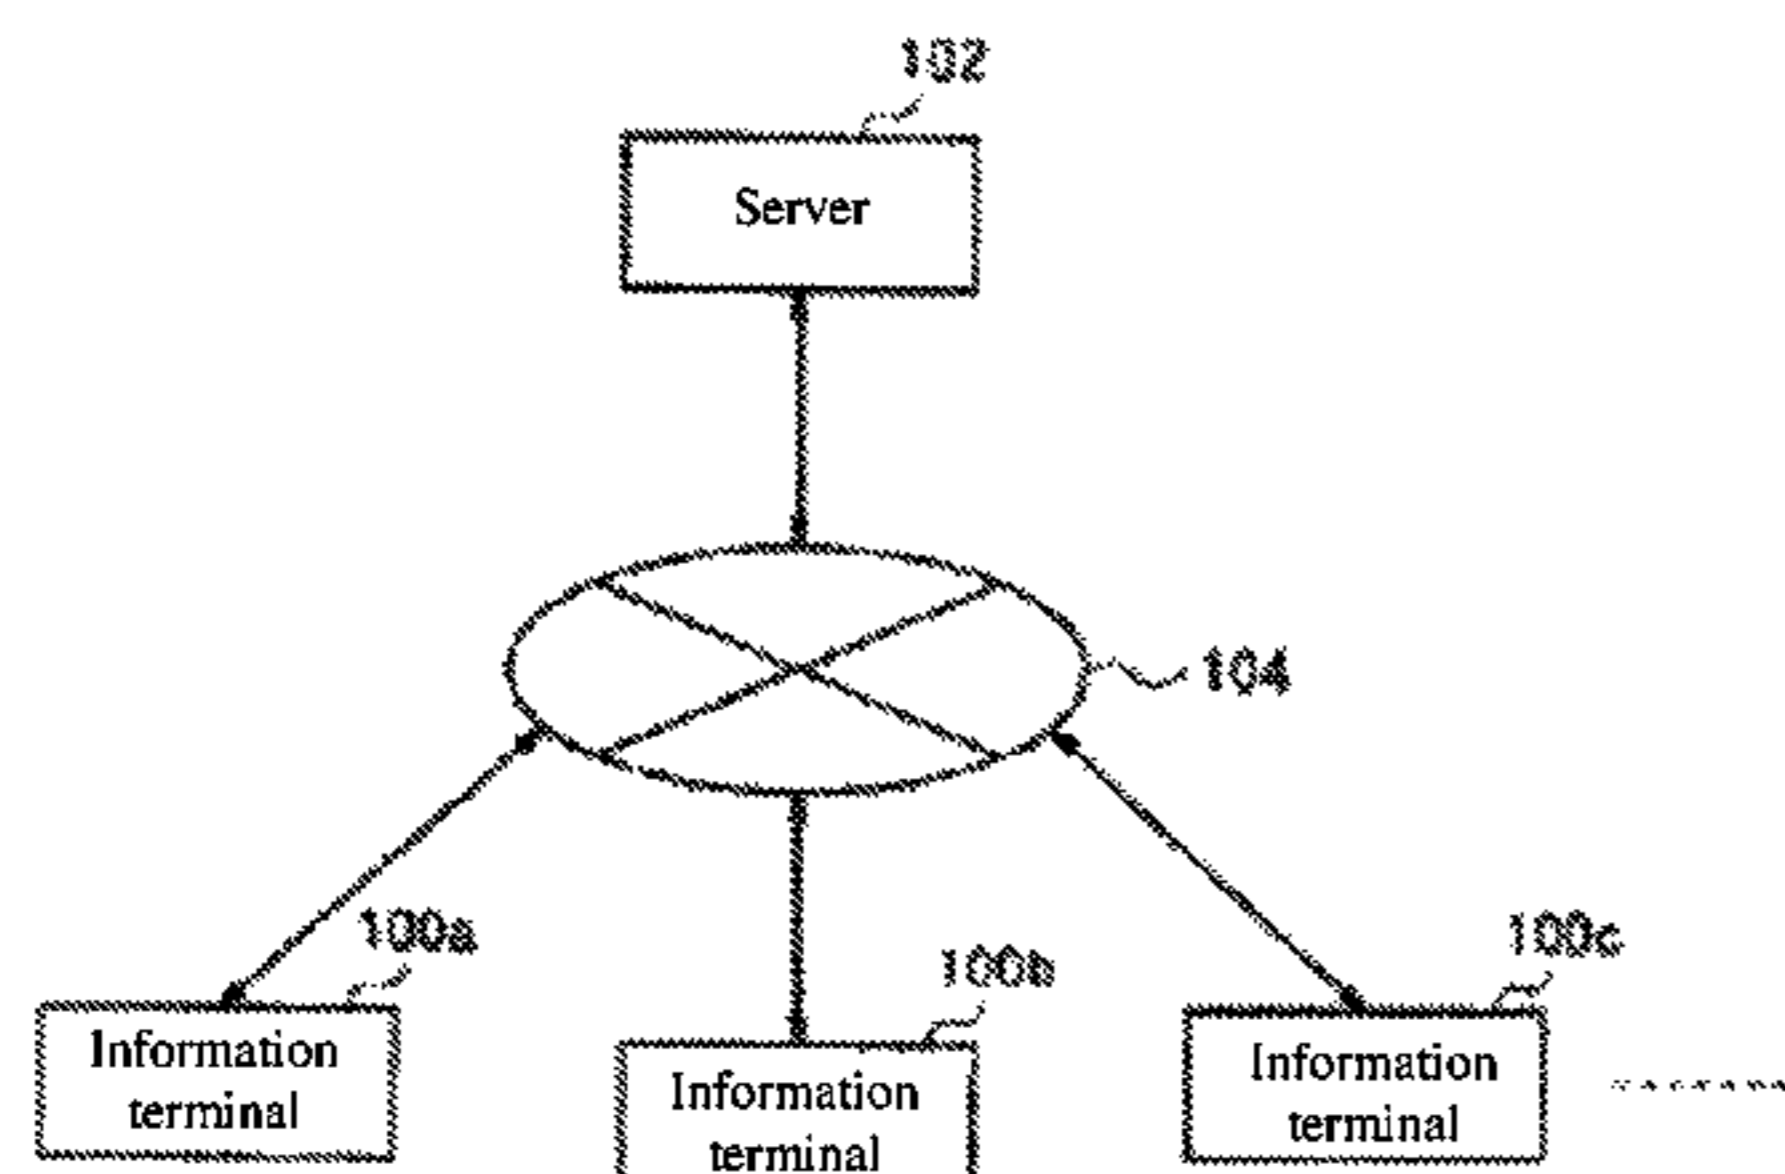 102
Server
104
100a
100b
100c
Information
terminal
Information
terminal
Information
terminal